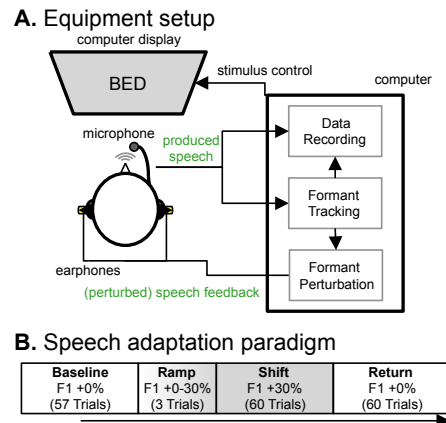 A. Equipment setup
computer display
BED
stimulus control
computer
microphone
produced
speech
Data
Recording
Formant
Tracking
Formant
Perturbation
earphones
(perturbed) speech feedback
B. Speech adaptation paradigm
Baseline
F1 +0%
(57 Trials)
Ramp
F1 +0-30%
(3 Trials)
Shift
F1 +30%
(60 Trials)
Return
F1 +0%
(60 Trials)